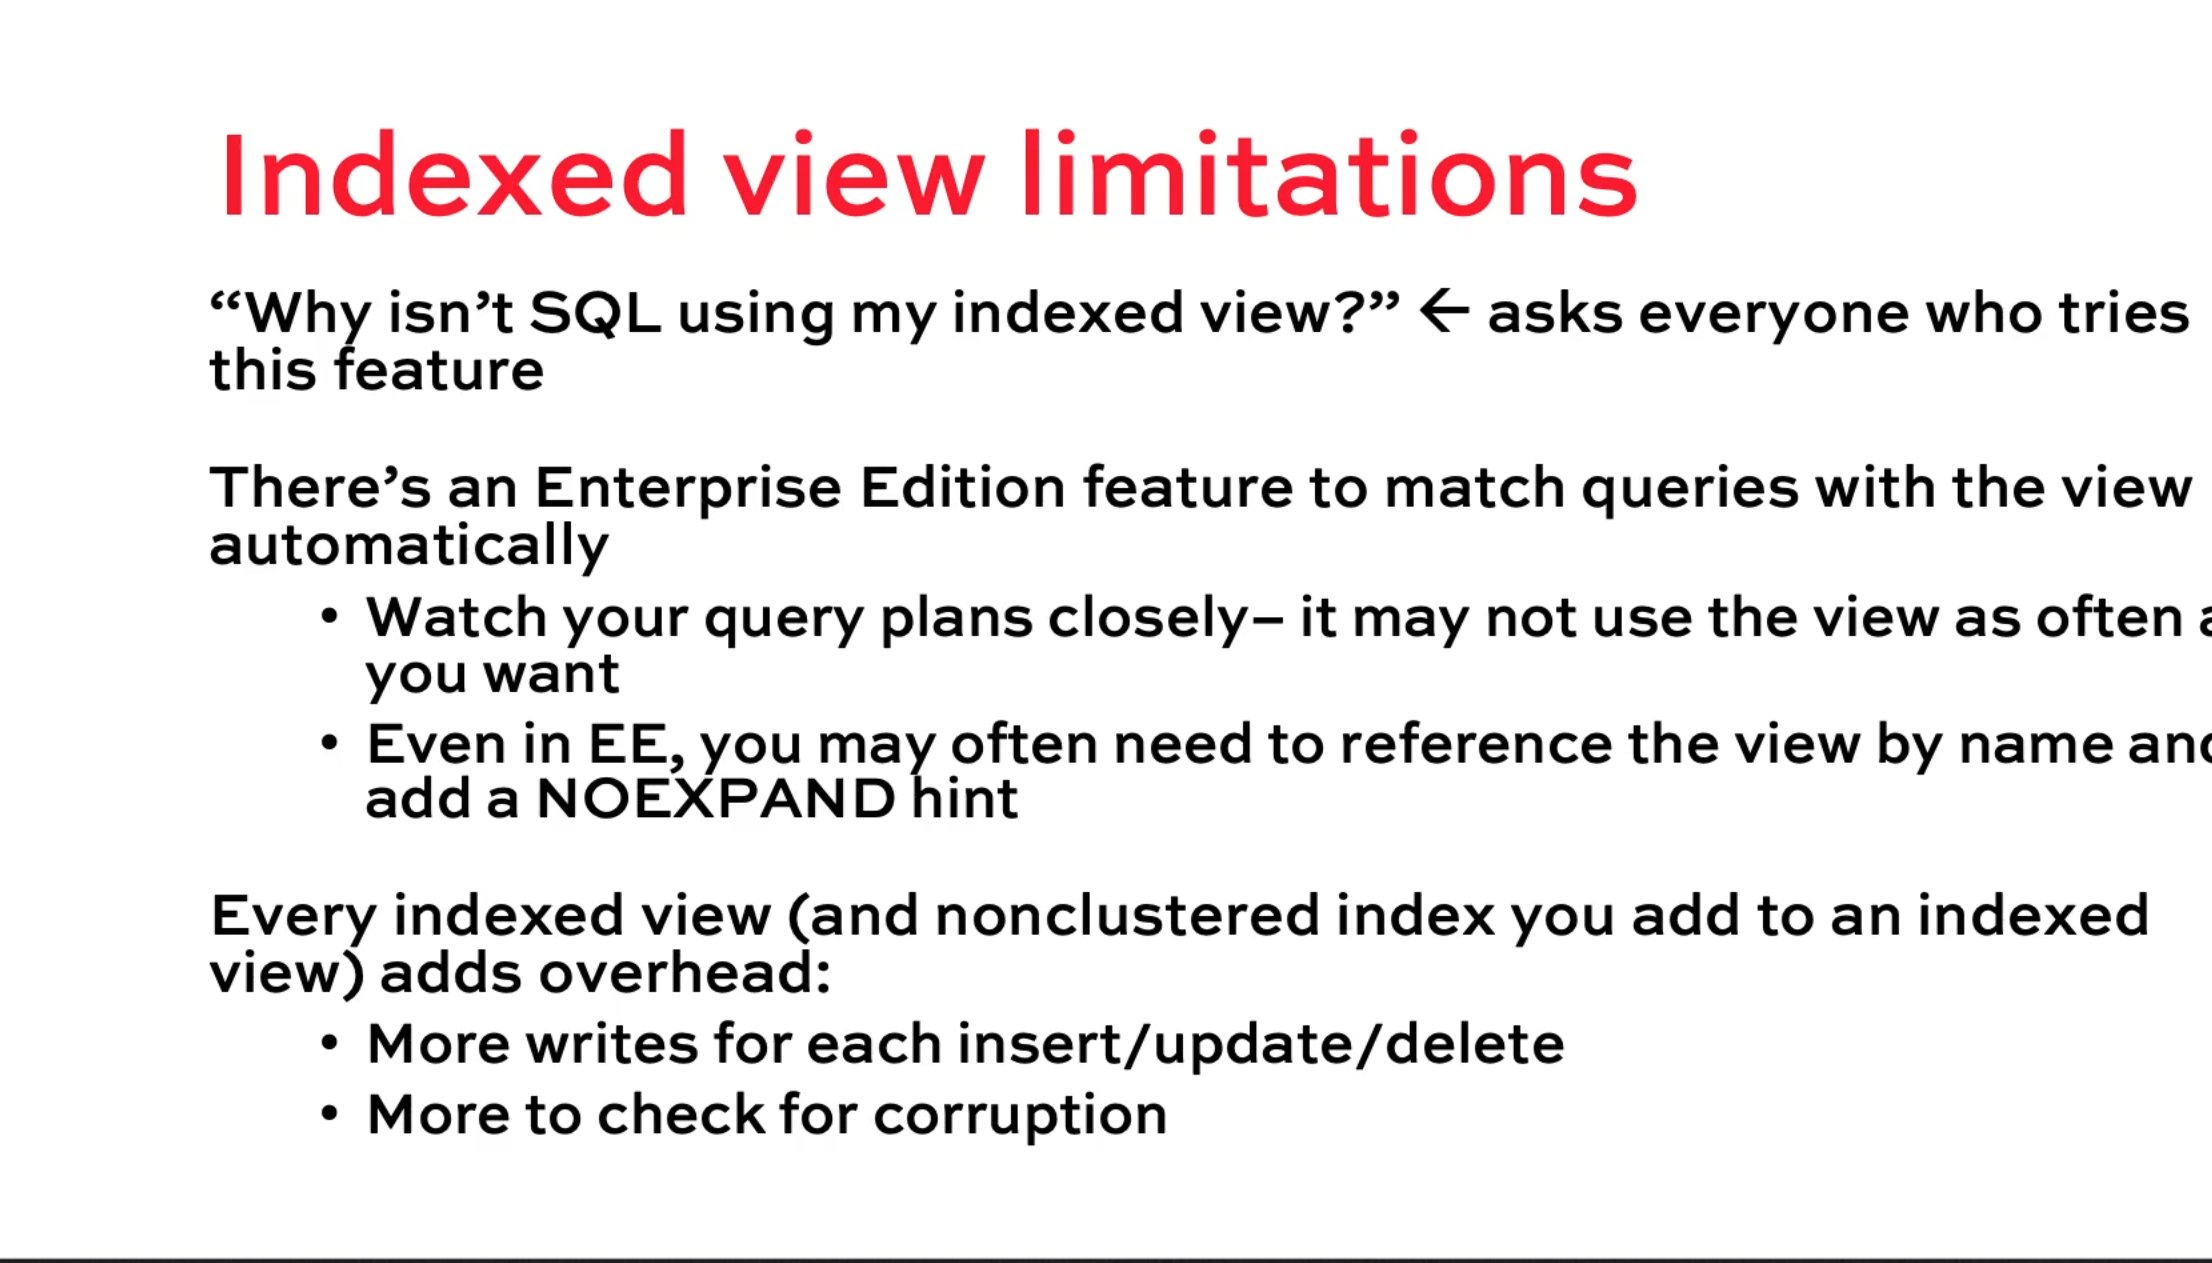 Indexed view limitations
“Why isn’t SQL using my indexed view?” ← asks everyone who tries
this feature
There’s an Enterprise Edition feature to match queries with the view
automatically
• Watch your query plans closely– it may not use the view as often
you want
• Even in EE, you may often need to reference the view by name and
add a NOEXPAND hint
Every indexed view (and nonclustered index you add to an indexed
view) adds overhead:
• More writes for each insert/update/delete
• More to check for corruption